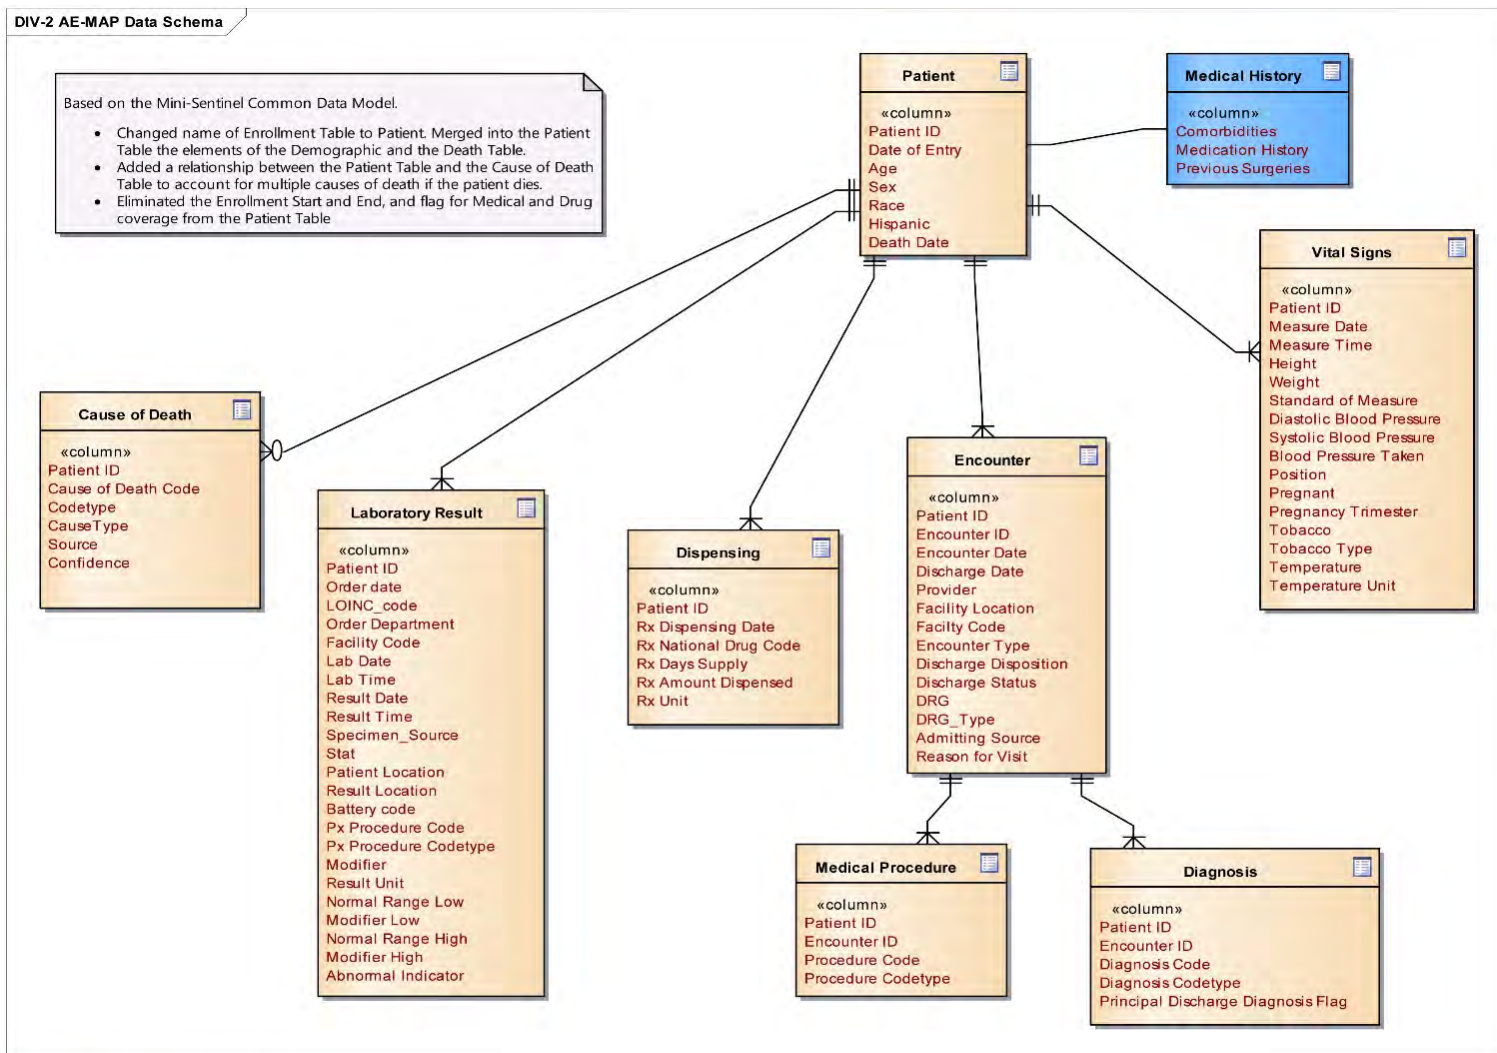 DIV-2 AE-MAP Data Schema
Based on the Mini-Sentinel Common Data Model.
• Changed name of Enrollment Table to Patient. Merged into the Patient
Table the elements of the Demographic and the Death Table.
• Added a relationship between the Patient Table and the Cause of Death
Table to account for multiple causes of death if the patient dies.
• Eliminated the Enrollment Start and End, and flag for Medical and Drug
coverage from the Patient Table
Patient
«column»
Patient ID
Date of Entry
Age
Sex
Race
Hispanic
Death Date
Medical History
«column»
Comorbidities
Medication History
Previous Surgeries
Vital Signs
«column»
Patient ID
Measure Date
Measure Time
Height
Weight
Standard of Measure
Diastolic Blood Pressure
Systolic Blood Pressure
Blood Pressure Taken
Position
Pregnant
Pregnancy Trimester
Tobacco
Tobacco Type
Temperature
Temperature Unit
Cause of Death
«column»
Patient ID
Cause of Death Code
Codetype
CauseType
Source
Confidence
Laboratory Result
«column»
Patient ID
Order date
LOINC_code
Order Department
Facility Code
Lab Date
Lab Time
Result Date
Result Time
Specimen_Source
Stat
Patient Location
Result Location
Battery code
Px Procedure Code
Px Procedure Codetype
Modifier
Result Unit
Normal Range Low
Modifier Low
Normal Range High
Modifier High
Abnormal Indicator
Dispensing
«column»
Patient ID
Rx Dispensing Date
Rx National Drug Code
Rx Days Supply
Rx Amount Dispensed
Rx Unit
Encounter
«column»
Patient ID
Encounter ID
Encounter Date
Discharge Date
Provider
Facility Location
Facilty Code
Encounter Type
Discharge Disposition
Discharge Status
DRG
DRG_Type
Admitting Source
Reason for Visit
Medical Procedure
«column»
Patient ID
Encounter ID
Procedure Code
Procedure Codetype
Diagnosis
«column»
Patient ID
Encounter ID
Diagnosis Code
Diagnosis Codetype
Principal Discharge Diagnosis Flag